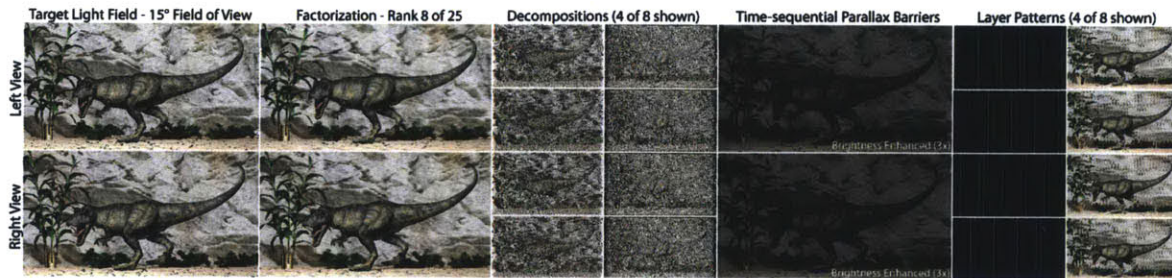 Target Light Field - 15° Field of View
Factorization - Rank 8 of 25
Decompositions (4 of 8 shown)
Time-sequential Parallax Barriers
Layer Patterns (4 of 8 shown)
Left View
Brightness Enhanced (3x)
Right View
Brightness Enhanced (3x)